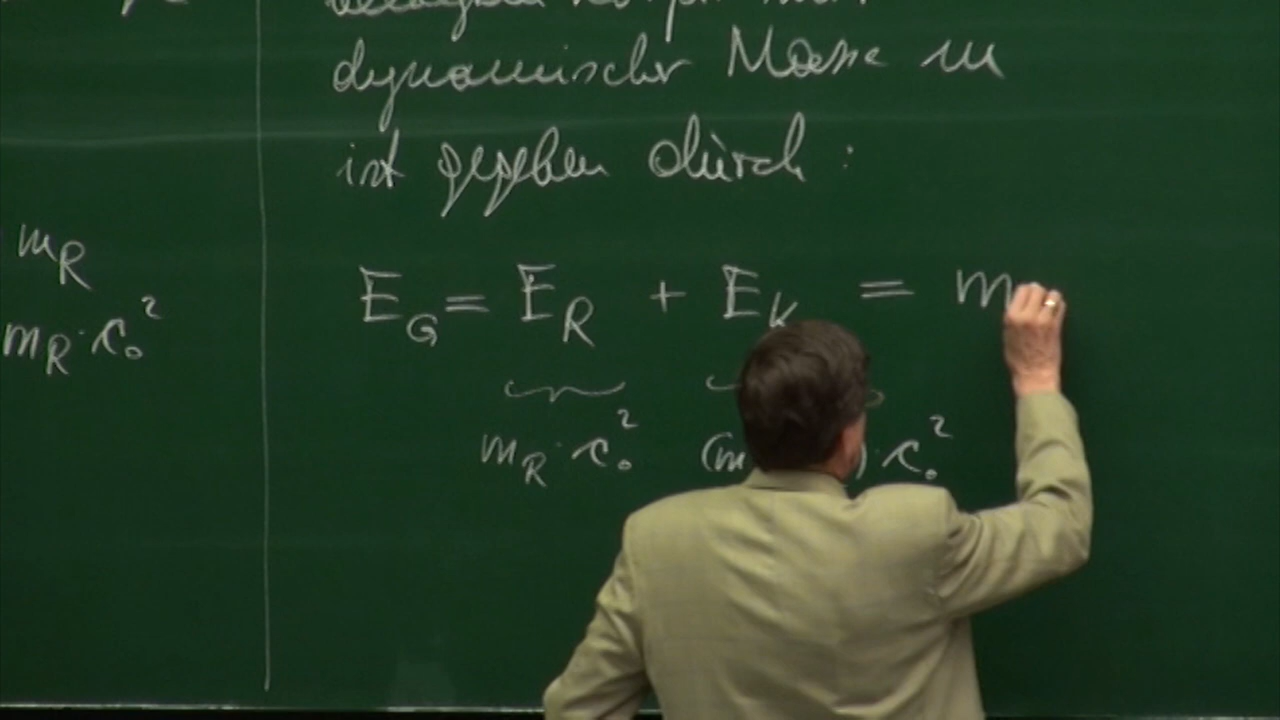 m_R
m_R · c₀²
dynamischer Masse m
ist gegeben durch :
E_G = E_R + E_K = m
m_R · c₀² (m ) · c₀²